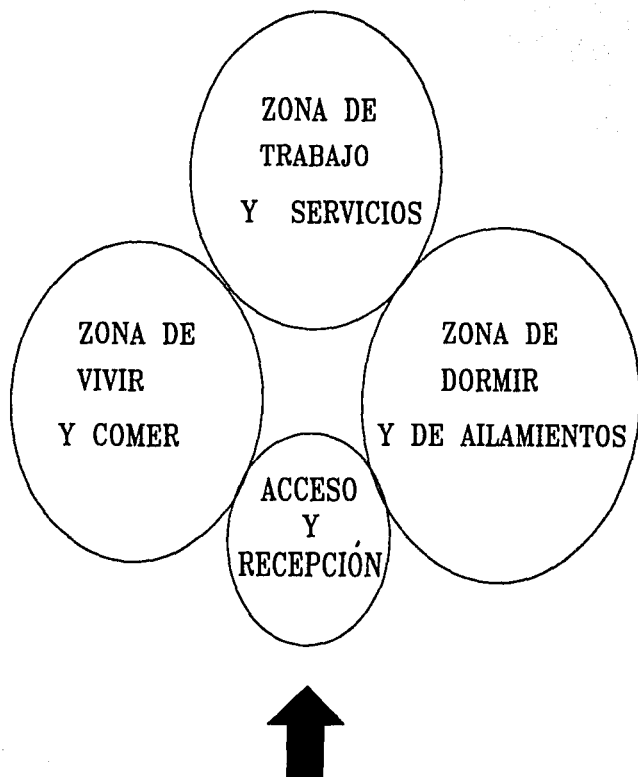 ZONA DE
TRABAJO
Y SERVICIOS
ZONA DE
VIVIR
Y COMER
ZONA DE
DORMIR
Y DE AILAMIENTOS
ACCESO
Y
RECEPCIÓN